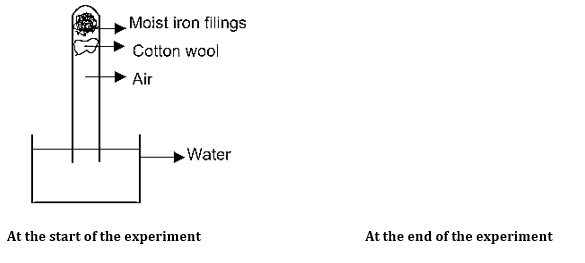 Moist iron filings
Cotton wool
Air
Water
At the start of the experiment
At the end of the experiment